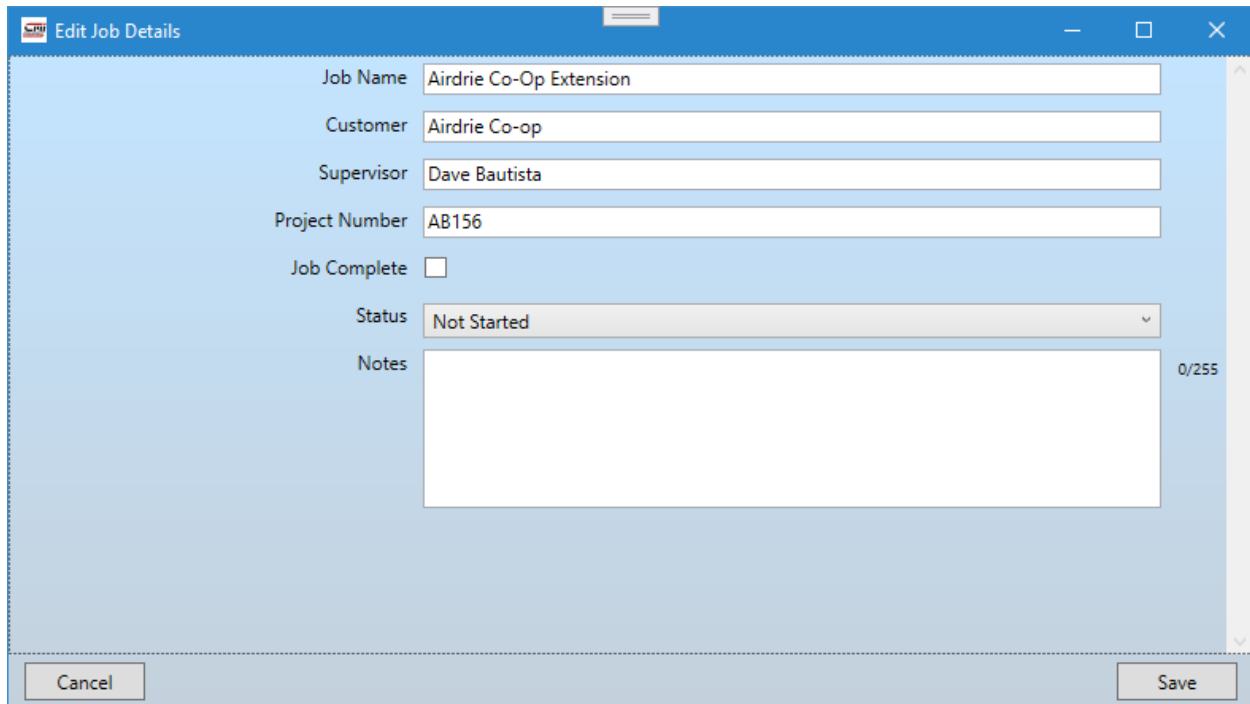 Edit Job Details
Job Name Airdrie Co-Op Extension
Customer Airdrie Co-op
Supervisor Dave Bautista
Project Number AB156
Job Complete
Status Not Started
Notes 0/255
Cancel Save